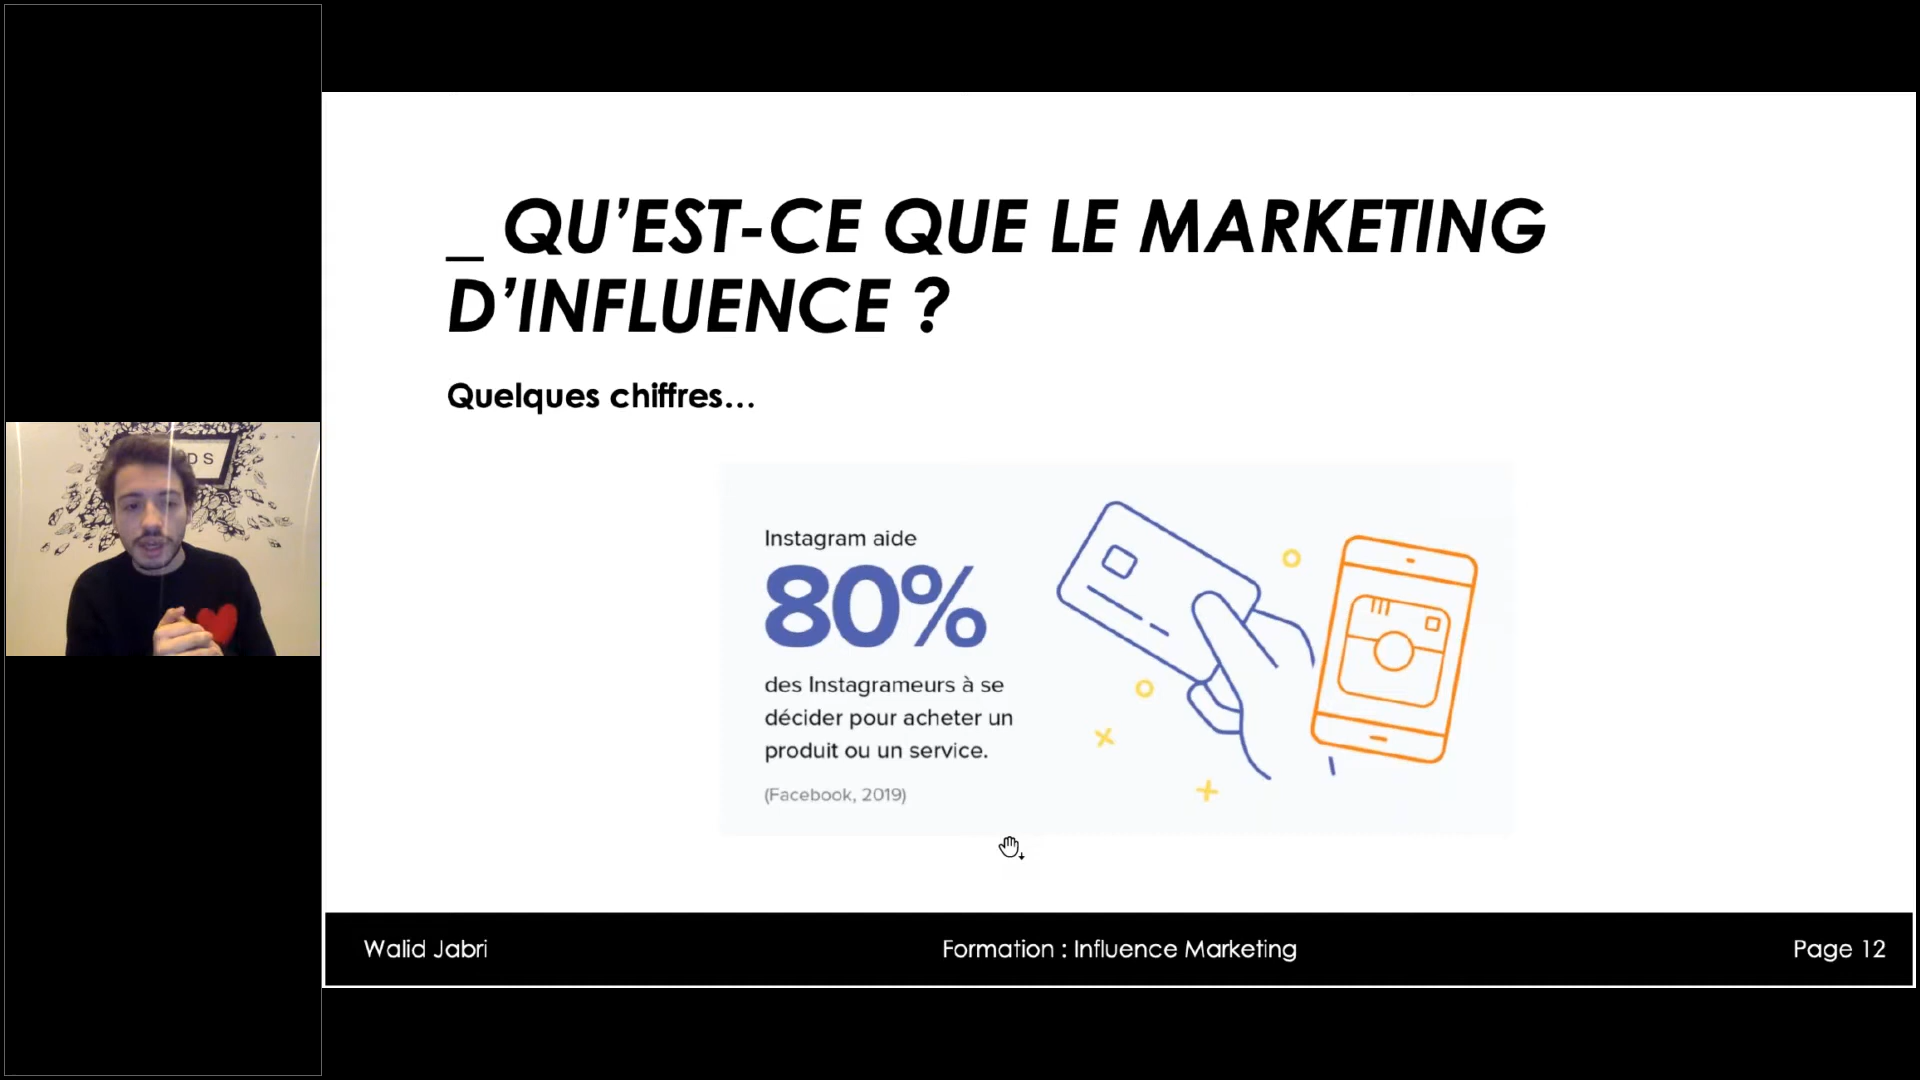 _ QU’EST-CE QUE LE MARKETING
D’INFLUENCE ?
Quelques chiffres…
Instagram aide
80%
des Instagrameurs à se
décider pour acheter un
produit ou un service.
(Facebook, 2019)
Walid Jabri
Formation : Influence Marketing
Page 12